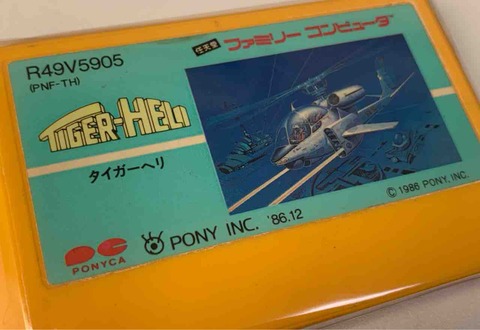 R49V5905
(PNF-TH)
任天堂 ファミリー コンピュータ
TIGER-HELI
タイガーヘリ
© 1986 PONY, INC.
PONYCA
PONY INC. '86.12